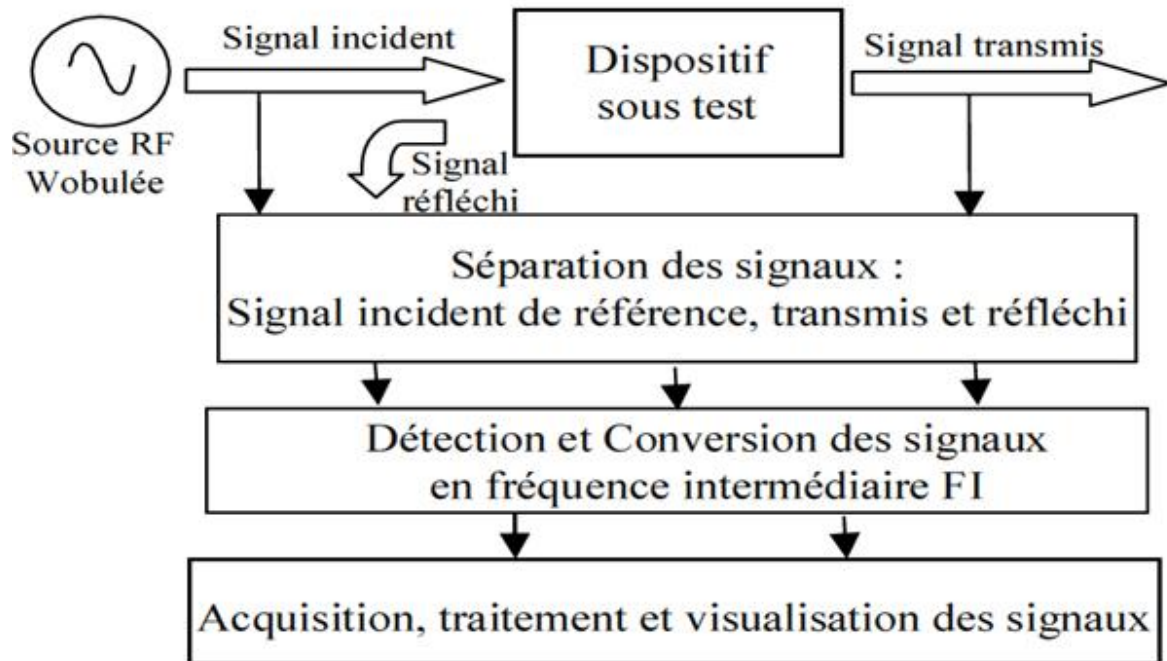 Signal incident
Dispositif
sous test
Signal transmis
Source RF
Wobulée
Signal
réfléchi
Séparation des signaux :
Signal incident de référence, transmis et réfléchi
Détection et Conversion des signaux
en fréquence intermédiaire FI
Acquisition, traitement et visualisation des signaux